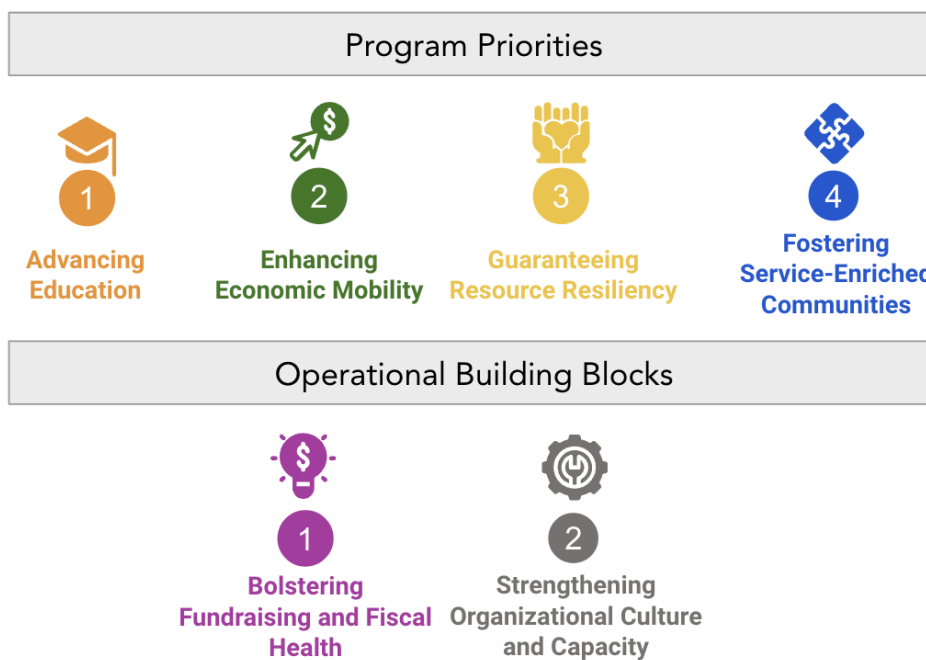 Program Priorities
1
2
3
4
Advancing
Education
Enhancing
Economic Mobility
Guaranteeing
Resource Resiliency
Fostering
Service-Enriched
Communities
Operational Building Blocks
$
1
2
Bolstering
Fundraising and Fiscal
Health
Strengthening
Organizational Culture
and Capacity